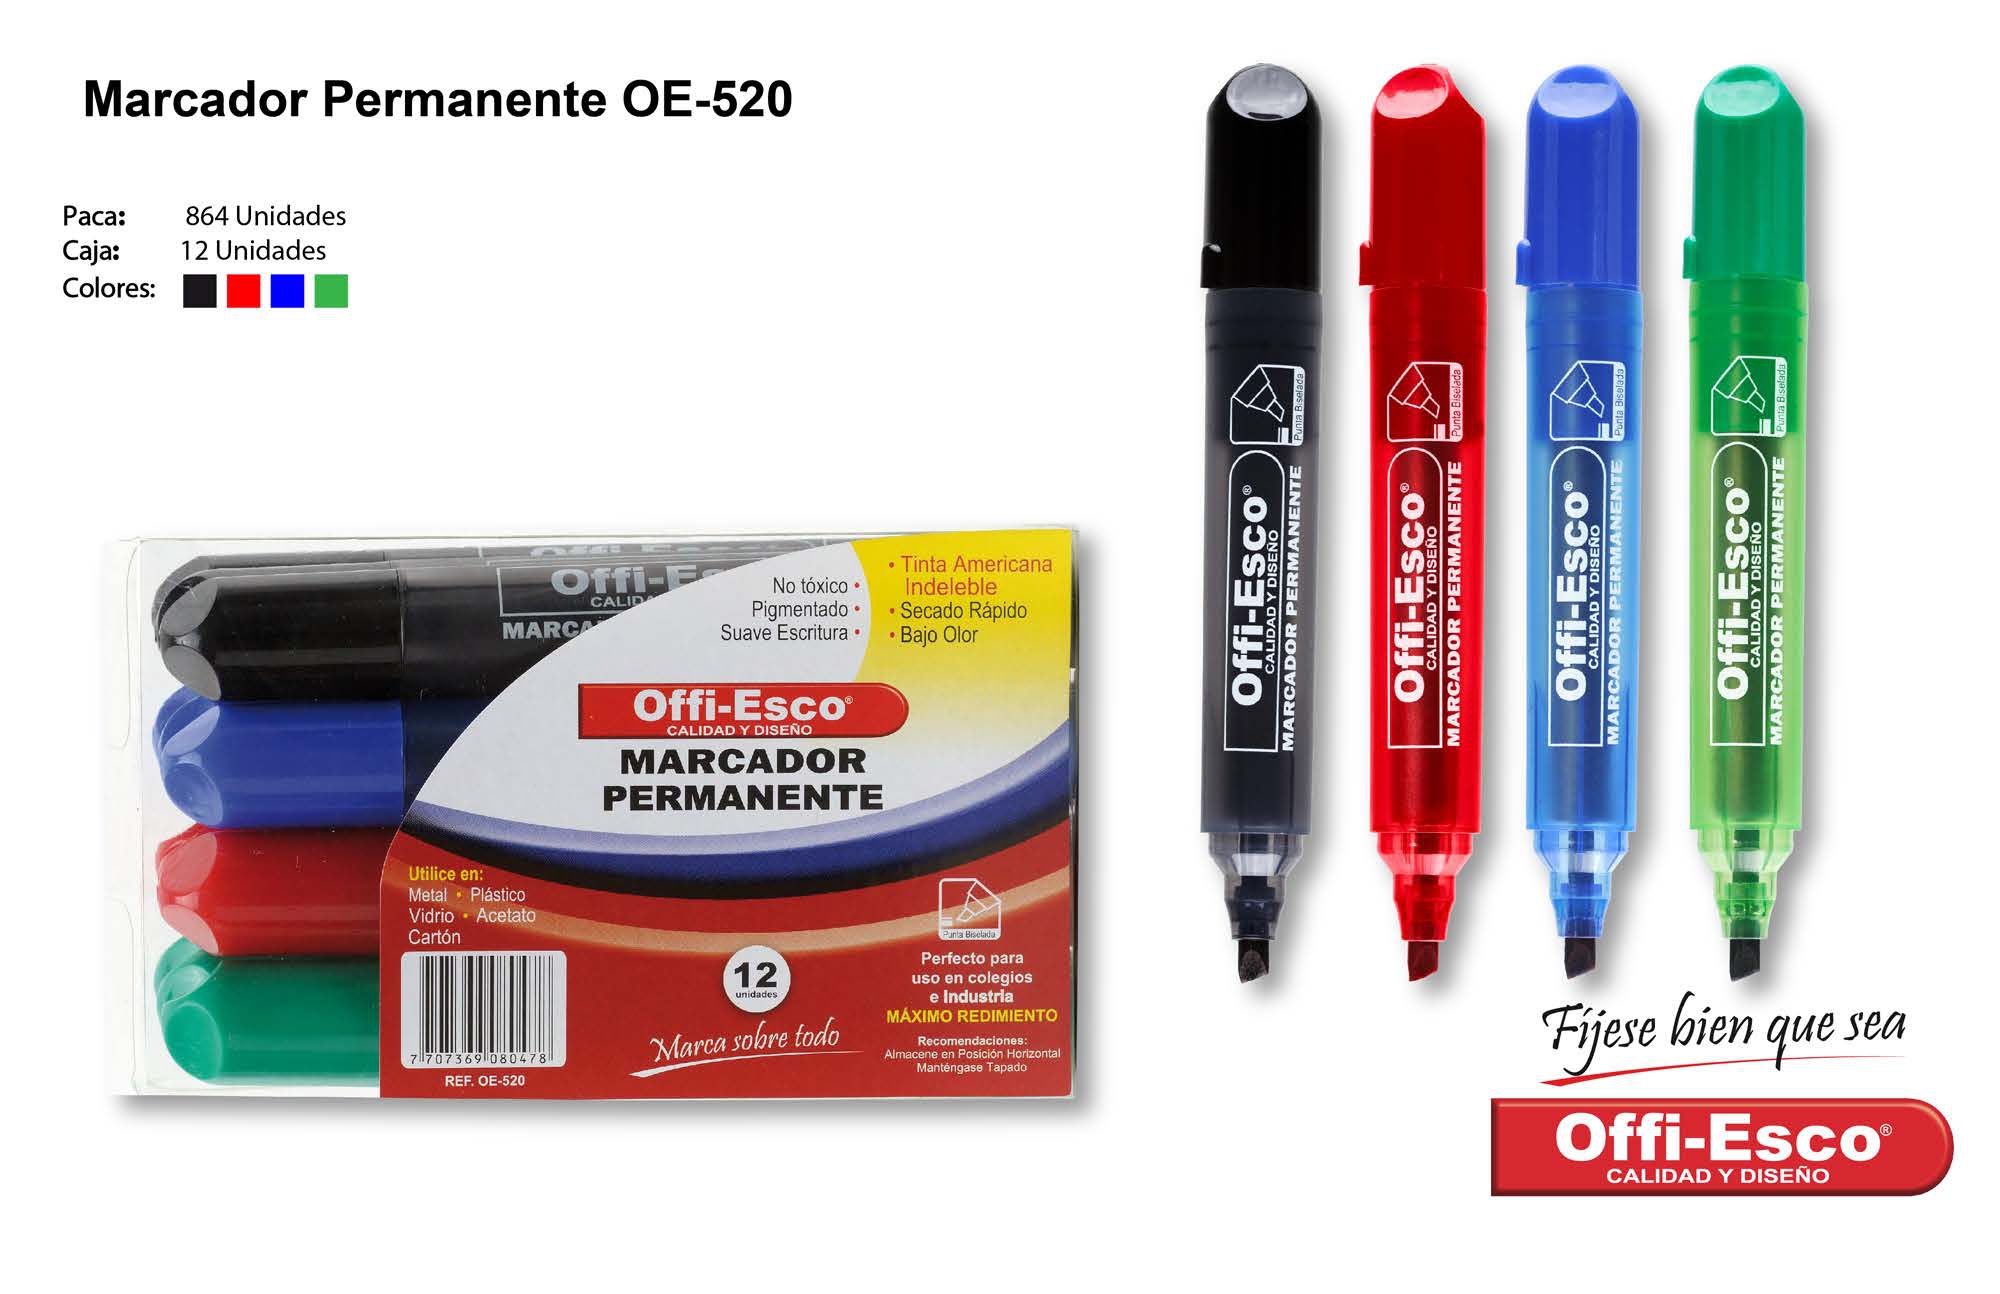 Marcador Permanente OE-520
Paca: 864 Unidades
Caja: 12 Unidades
Colores:
Offi-Es
CALIDA
MARCA
No tóxico •
Pigmentado •
Suave Escritura •
• Tinta Americana
Indeleble
• Secado Rápido
• Bajo Olor
Offi-Esco®
CALIDAD Y DISEÑO
MARCADOR
PERMANENTE
Utilice en:
Metal • Plástico
Vidrio • Acetato
Cartón
7 707369 080478
REF. OE-520
12
unidades
Marca sobre todo
Punta Biselada
Perfecto para
uso en colegios
e Industria
MÁXIMO REDIMIENTO
Recomendaciones:
Almacene en Posición Horizontal
Manténgase Tapado
Punta Biselada
Offi-Esco®
CALIDAD Y DISEÑO
MARCADOR PERMANENTE
Punta Biselada
Offi-Esco®
CALIDAD Y DISEÑO
MARCADOR PERMANENTE
Punta Biselada
Offi-Esco®
CALIDAD Y DISEÑO
MARCADOR PERMANENTE
Punta Biselada
Offi-Esco®
CALIDAD Y DISEÑO
MARCADOR PERMANENTE
Fíjese bien que sea
Offi-Esco®
CALIDAD Y DISEÑO